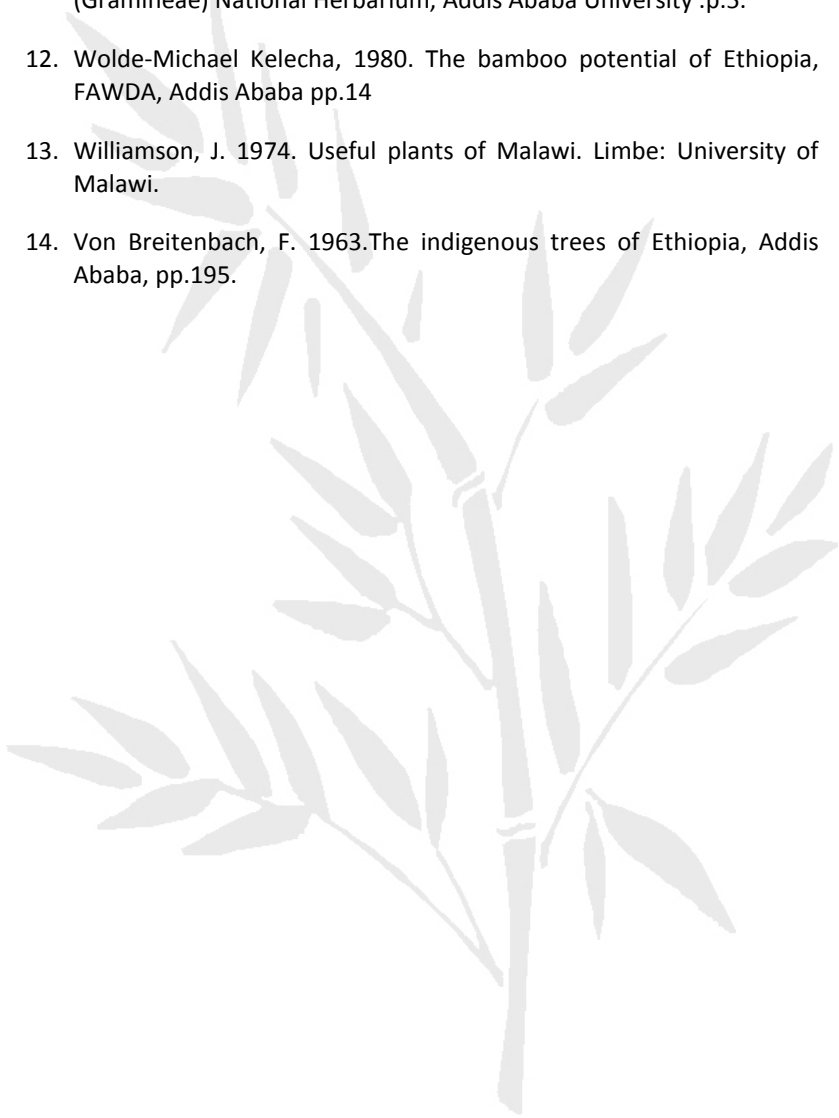 (Gramineae) National Herbarium, Addis Ababa University .p.5.
12. Wolde-Michael Kelecha, 1980. The bamboo potential of Ethiopia,
FAWDA, Addis Ababa pp.14
13. Williamson, J. 1974. Useful plants of Malawi. Limbe: University of
Malawi.
14. Von Breitenbach, F. 1963.The indigenous trees of Ethiopia, Addis
Ababa, pp.195.